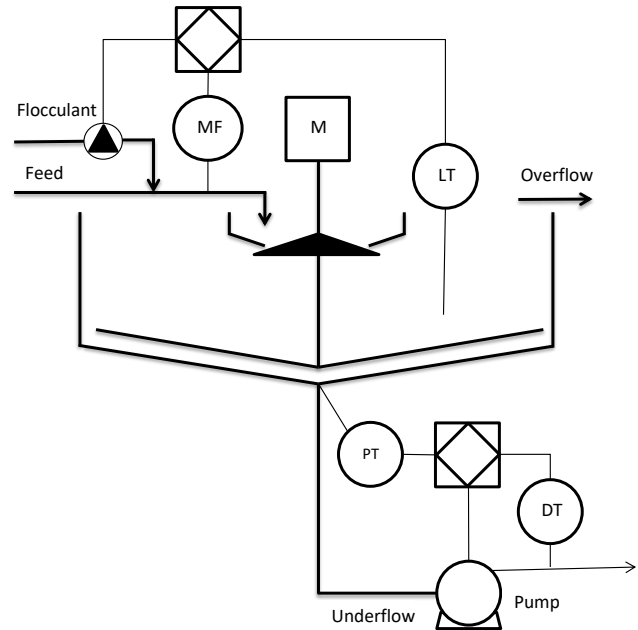 Flocculant
MF
M
Feed
LT
Overflow
PT
DT
Underflow
Pump